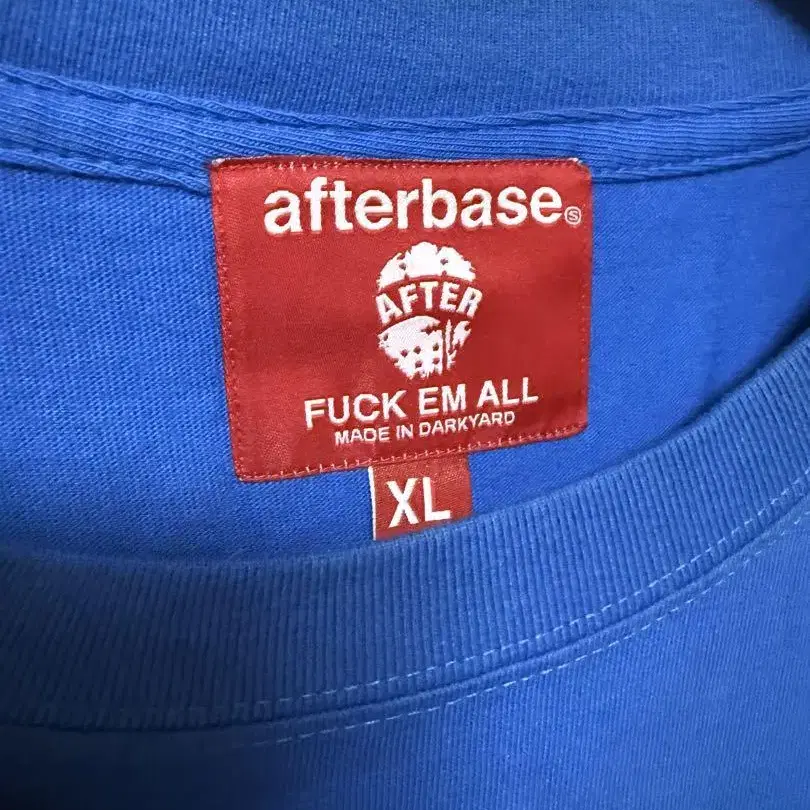 afterbase Ⓢ
AFTER
FUCK EM ALL
MADE IN DARKYARD
XL